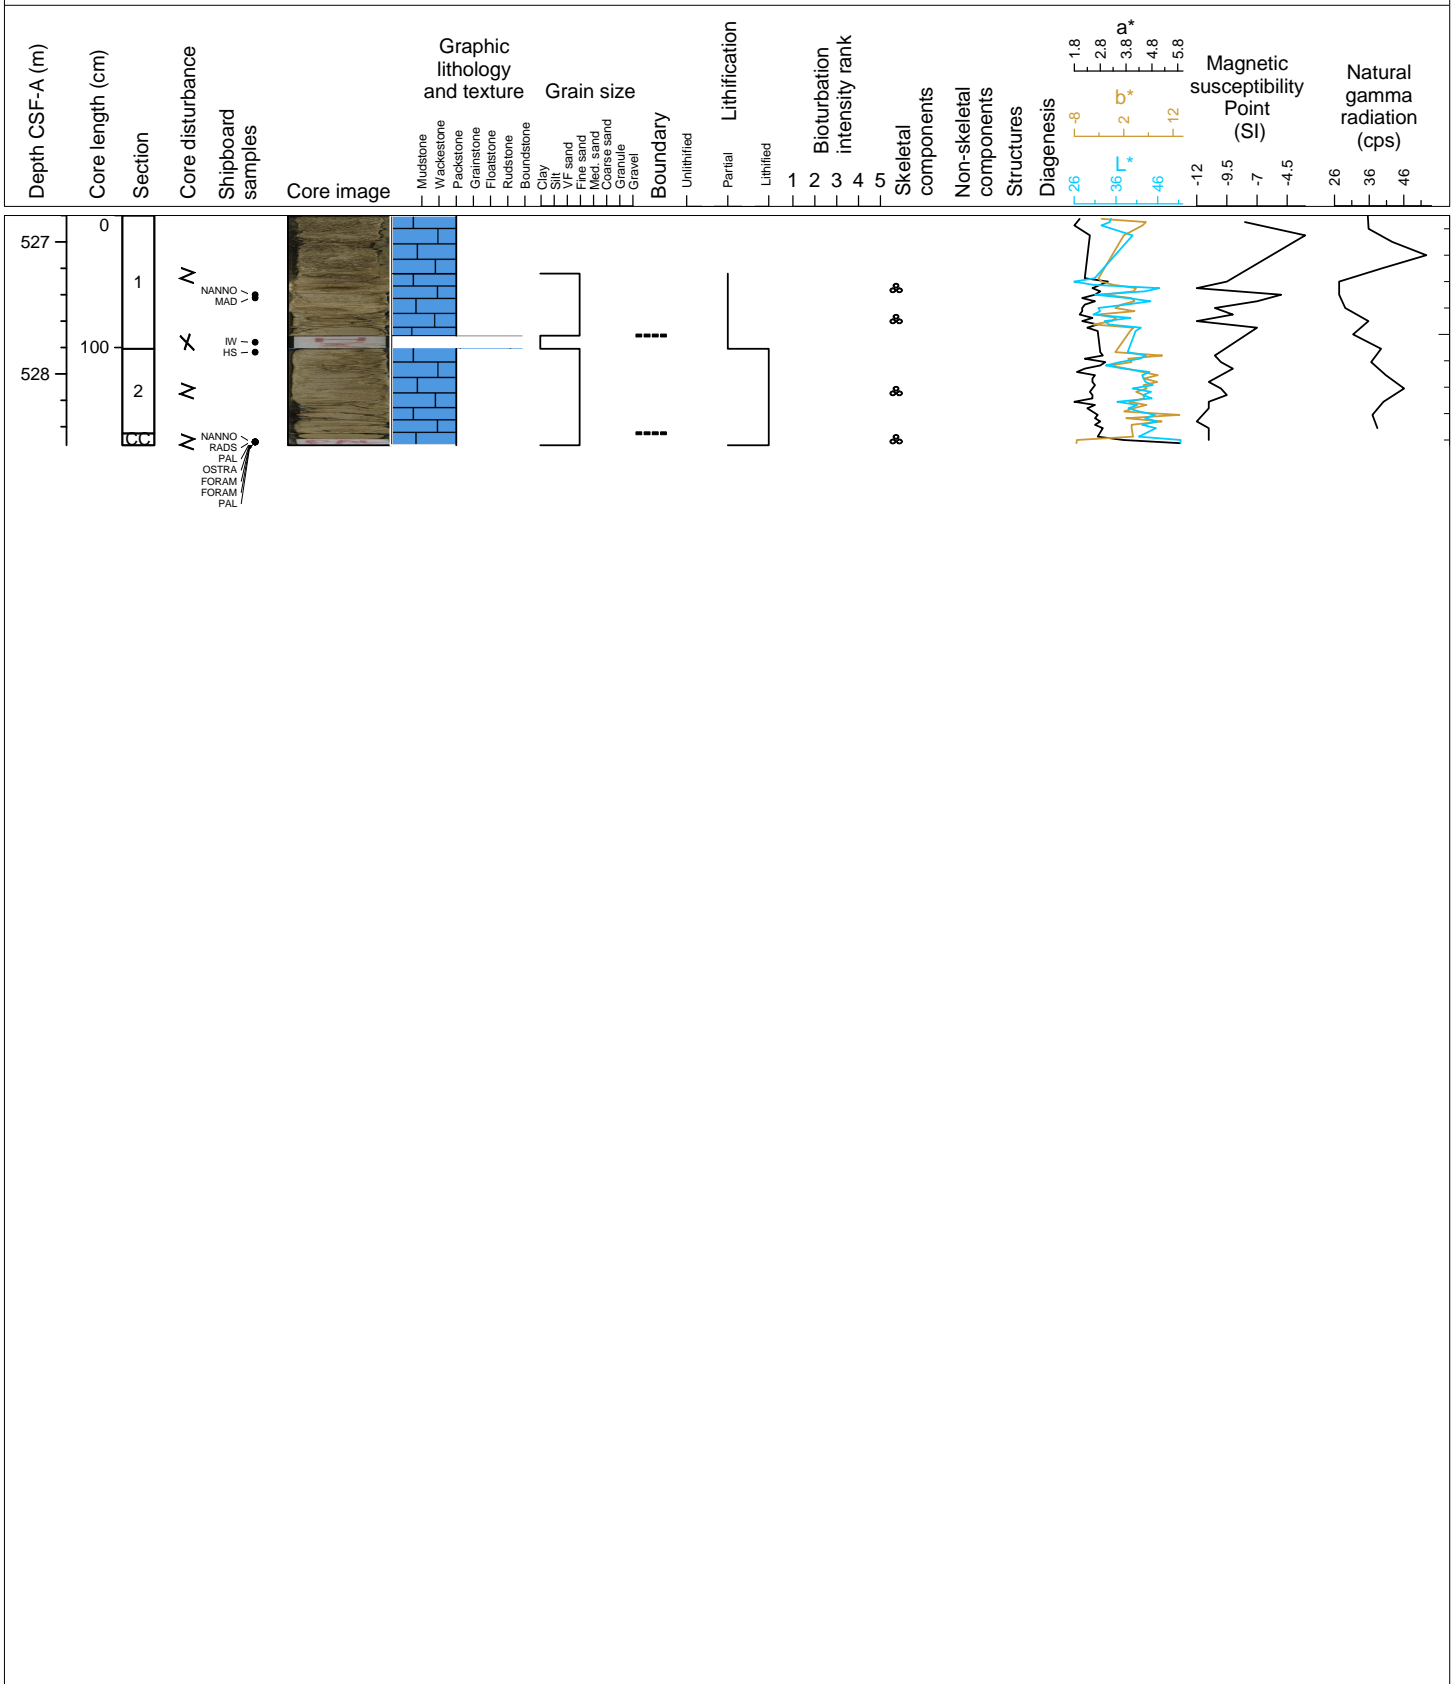 Depth CSF-A (m)
Core length (cm)
Section
Core disturbance
Shipboard
samples
Core image
Graphic
lithology
and texture
Mudstone
Wackestone
Packstone
Grainstone
Floatstone
Rudstone
Boundstone
Grain size
Clay
Silt
VF sand
Fine sand
Med. sand
Coarse sand
Granule
Gravel
Boundary
Lithification
Unlithified
Partial
Lithified
Bioturbation
intensity rank
1 2 3 4 5
Skeletal
components
Non-skeletal
components
Structures
Diagenesis
a*
1.8 2.8 3.8 4.8 5.8
b*
-8 2 12
L*
26 36 46
Magnetic
susceptibility
Point
(SI)
-12 -9.5 -7 -4.5
Natural
gamma
radiation
(cps)
26 36 46
0
527
1
NANNO
MAD
IW
100
HS
528
2
CC
NANNO
RADS
PAL
OSTRA
FORAM
FORAM
PAL